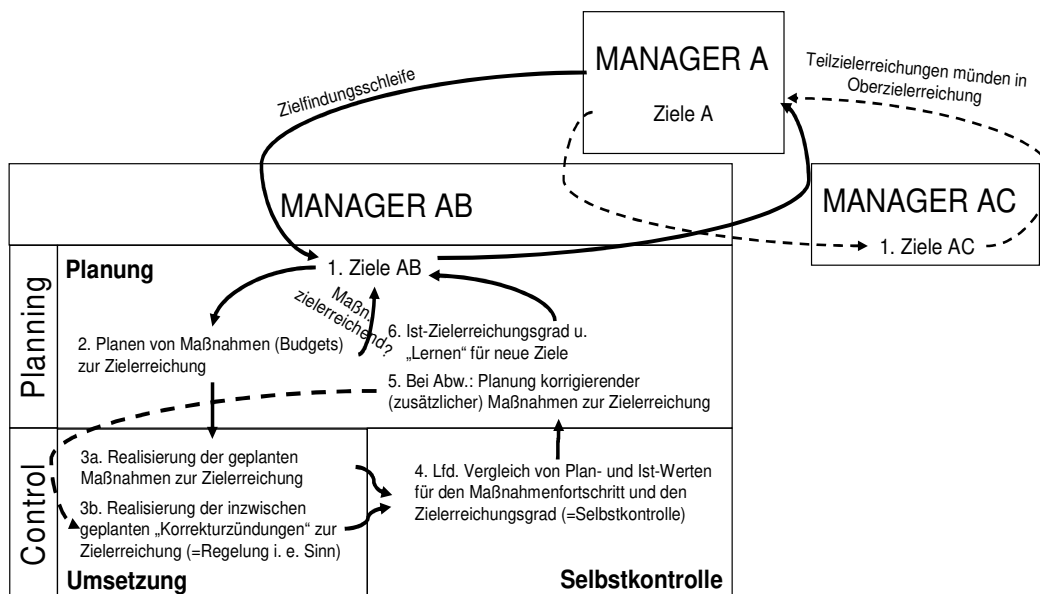 MANAGER A
Ziele A
Zielfindungsschleife
Teilzielerreichungen münden in
Oberzielerreichung
MANAGER AB
MANAGER AC
1. Ziele AC
Planning
Planung
1. Ziele AB
Maßn.
zielerreichend?
2. Planen von Maßnahmen (Budgets)
zur Zielerreichung
6. Ist-Zielerreichungsgrad u.
„Lernen“ für neue Ziele
5. Bei Abw.: Planung korrigierender
(zusätzlicher) Maßnahmen zur Zielerreichung
Control
3a. Realisierung der geplanten
Maßnahmen zur Zielerreichung
3b. Realisierung der inzwischen
geplanten „Korrekturzündungen” zur
Zielerreichung (=Regelung i. e. Sinn)
Umsetzung
4. Lfd. Vergleich von Plan- und Ist-Werten
für den Maßnahmenfortschritt und den
Zielerreichungsgrad (=Selbstkontrolle)
Selbstkontrolle